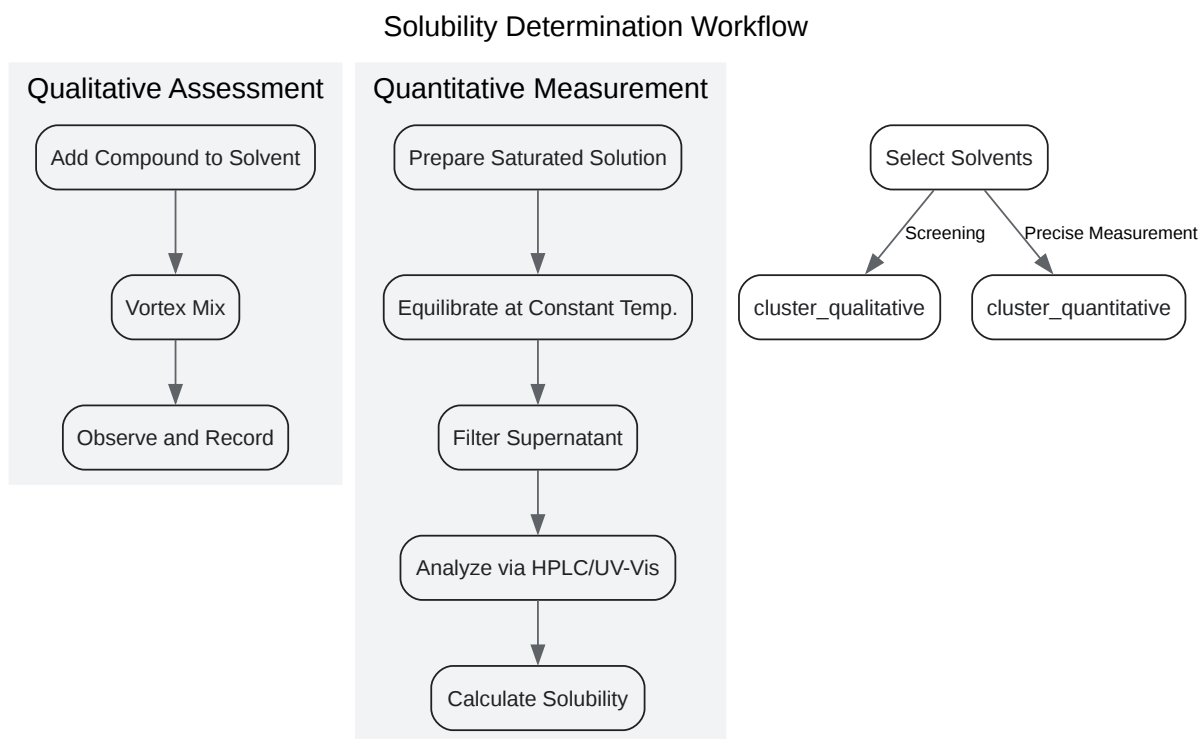 Solubility Determination Workflow
Qualitative Assessment
Add Compound to Solvent
Vortex Mix
Observe and Record
Quantitative Measurement
Prepare Saturated Solution
Equilibrate at Constant Temp.
Filter Supernatant
Analyze via HPLC/UV-Vis
Calculate Solubility
Select Solvents
Screening
Precise Measurement
cluster_qualitative
cluster_quantitative